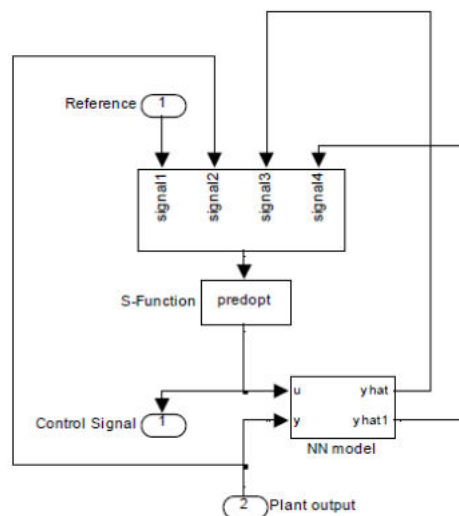 Reference
1
signal1
signal2
signal3
signal4
S-Function
predopt
u
yhat
y
yhat1
NN model
Control Signal
1
2
Plant output